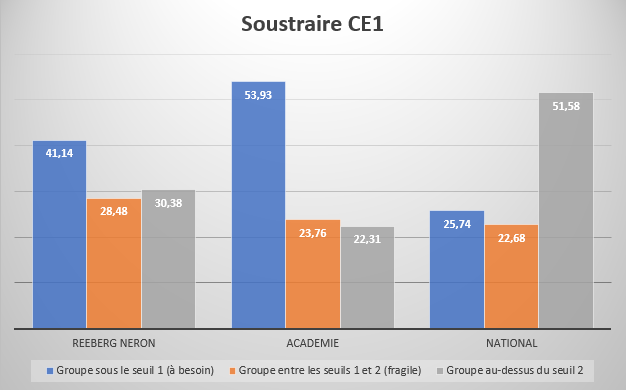 Soustraire CE1
41,14
28,48
30,38
53,93
23,76
22,31
25,74
22,68
51,58
REEBERG NERON
ACADEMIE
NATIONAL
Groupe sous le seuil 1 (à besoin)
Groupe entre les seuils 1 et 2 (fragile)
Groupe au-dessus du seuil 2